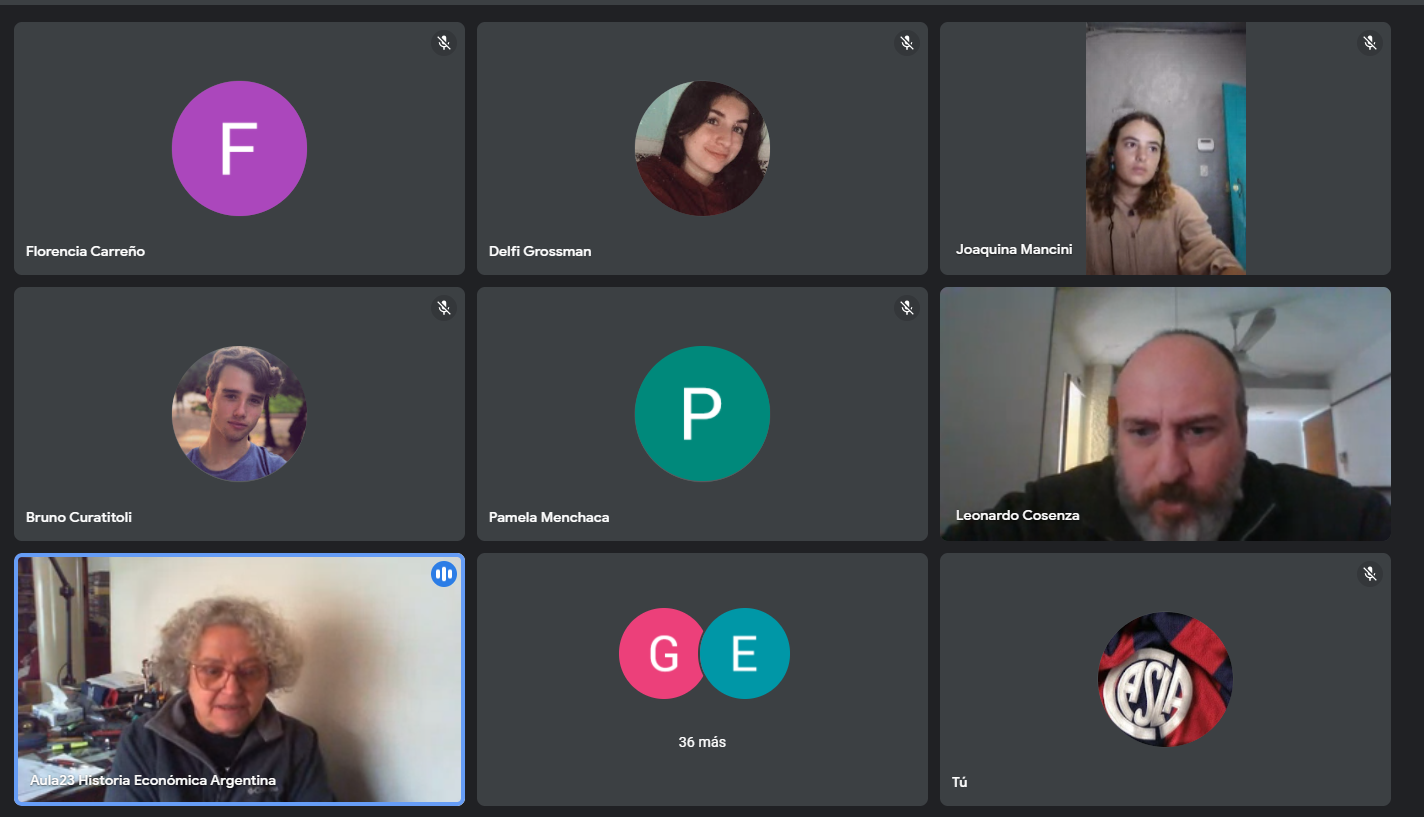 F
Florencia Carreño
Delfi Grossman
Joaquina Mancini
Bruno Curatitoli
P
Pamela Menchaca
Leonardo Cosenza
Aula23 Historia Económica Argentina
G E
36 más
CASLA
Tú